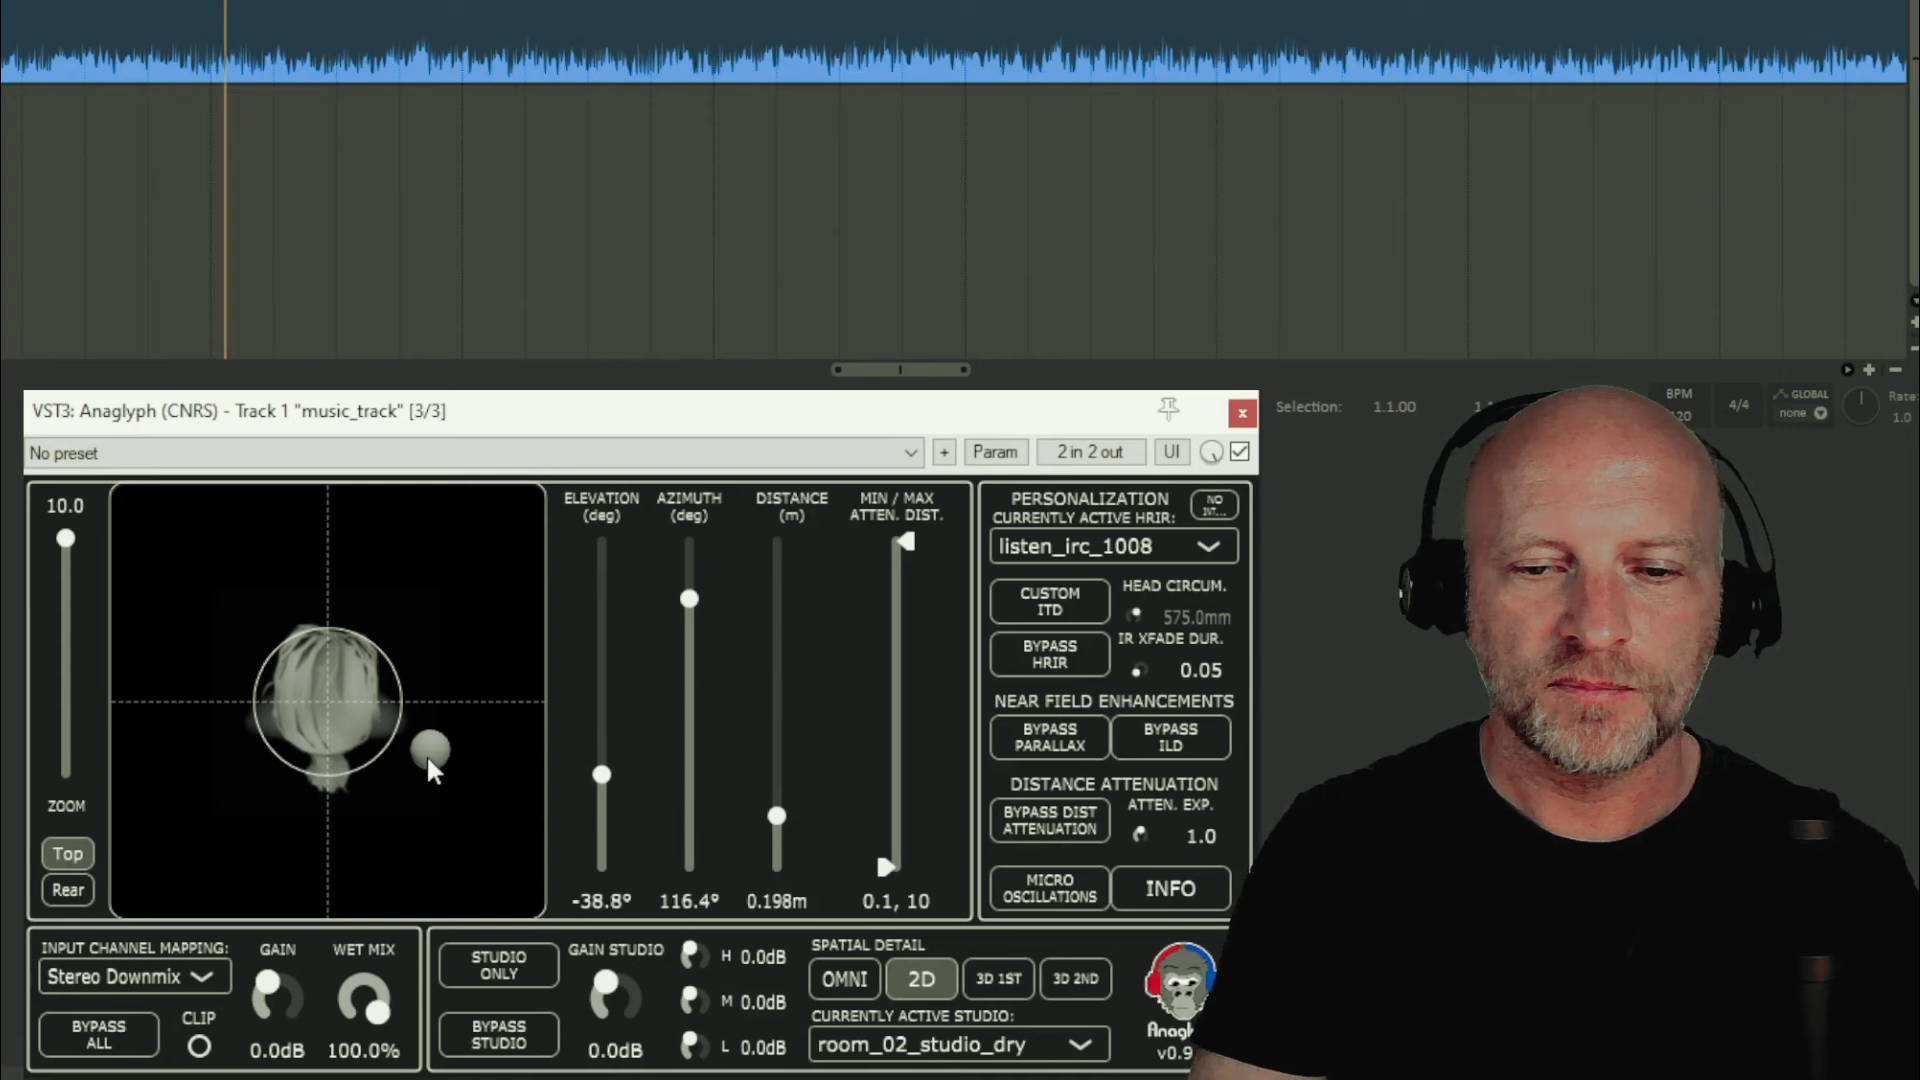 VST3: Anaglyph (CNRS) - Track 1 "music_track" [3/3]
No preset
+
Param
2 in 2 out
UI
Selection:
1.1.00
BPM
4/4
GLOBAL
none
Rate:
1.0
10.0
ZOOM
Top
Rear
ELEVATION
(deg)
-38.8°
AZIMUTH
(deg)
116.4°
DISTANCE
(m)
0.198m
MIN / MAX
ATTEN. DIST.
0.1, 10
PERSONALIZATION
CURRENTLY ACTIVE HRIR:
NO
INT...
listen_irc_1008
CUSTOM
ITD
HEAD CIRCUM.
575.0mm
BYPASS
HRIR
IR XFADE DUR.
0.05
NEAR FIELD ENHANCEMENTS
BYPASS
PARALLAX
BYPASS
ILD
DISTANCE ATTENUATION
BYPASS DIST
ATTENUATION
ATTEN. EXP.
1.0
MICRO
OSCILLATIONS
INFO
INPUT CHANNEL MAPPING:
Stereo Downmix
BYPASS
ALL
CLIP
GAIN
0.0dB
WET MIX
100.0%
STUDIO
ONLY
BYPASS
STUDIO
GAIN STUDIO
0.0dB
H 0.0dB
M 0.0dB
L 0.0dB
SPATIAL DETAIL
OMNI
2D
3D 1ST
3D 2ND
CURRENTLY ACTIVE STUDIO:
room_02_studio_dry
v0.9